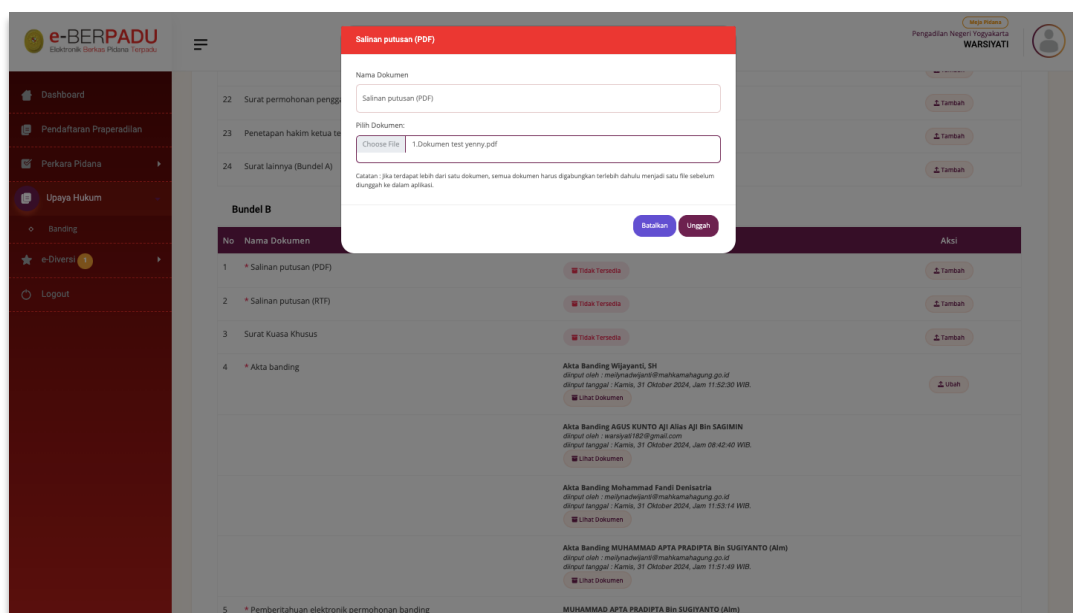 e-BERPADU
Elektronik Berkas Pidana Terpadu
Meja Pidana
Pengadilan Negeri Yogyakarta
WARSIYATI
Dashboard
Pendaftaran Praperadilan
Perkara Pidana
Upaya Hukum
Banding
e-Diversi 1
Logout
Salinan putusan (PDF)
Nama Dokumen
Salinan putusan (PDF)
Pilih Dokumen:
Choose File 1.Dokumen test yenny.pdf
Catatan : Jika terdapat lebih dari satu dokumen, semua dokumen harus digabungkan terlebih dahulu menjadi satu file sebelum
diunggah ke dalam aplikasi.
Batalkan Unggah
22 Surat permohonan pengga
Tambah
23 Penetapan hakim ketua te
Tambah
24 Surat lainnya (Bundel A)
Tambah
Bundel B
No Nama Dokumen Aksi
1 * Salinan putusan (PDF) Tidak Tersedia Tambah
2 * Salinan putusan (RTF) Tidak Tersedia Tambah
3 Surat Kuasa Khusus Tidak Tersedia Tambah
4 * Akta banding
Akta Banding Wijayanti, SH
diinput oleh : meilynadwijanti@mahkamahagung.go.id
diinput tanggal : Kamis, 31 Oktober 2024, Jam 11:52:30 WIB.
Lihat Dokumen
Ubah
Akta Banding AGUS KUNTO AJI Alias AJI Bin SAGIMIN
diinput oleh : warsiyati182@gmail.com
diinput tanggal : Kamis, 31 Oktober 2024, Jam 08:42:40 WIB.
Lihat Dokumen
Akta Banding Mohammad Fandi Denisatria
diinput oleh : meilynadwijanti@mahkamahagung.go.id
diinput tanggal : Kamis, 31 Oktober 2024, Jam 11:53:14 WIB.
Lihat Dokumen
Akta Banding MUHAMMAD APTA PRADIPTA Bin SUGIYANTO (Alm)
diinput oleh : meilynadwijanti@mahkamahagung.go.id
diinput tanggal : Kamis, 31 Oktober 2024, Jam 11:51:49 WIB.
Lihat Dokumen
5 * Pemberitahuan elektronik permohonan banding
MUHAMMAD APTA PRADIPTA Bin SUGIYANTO (Alm)